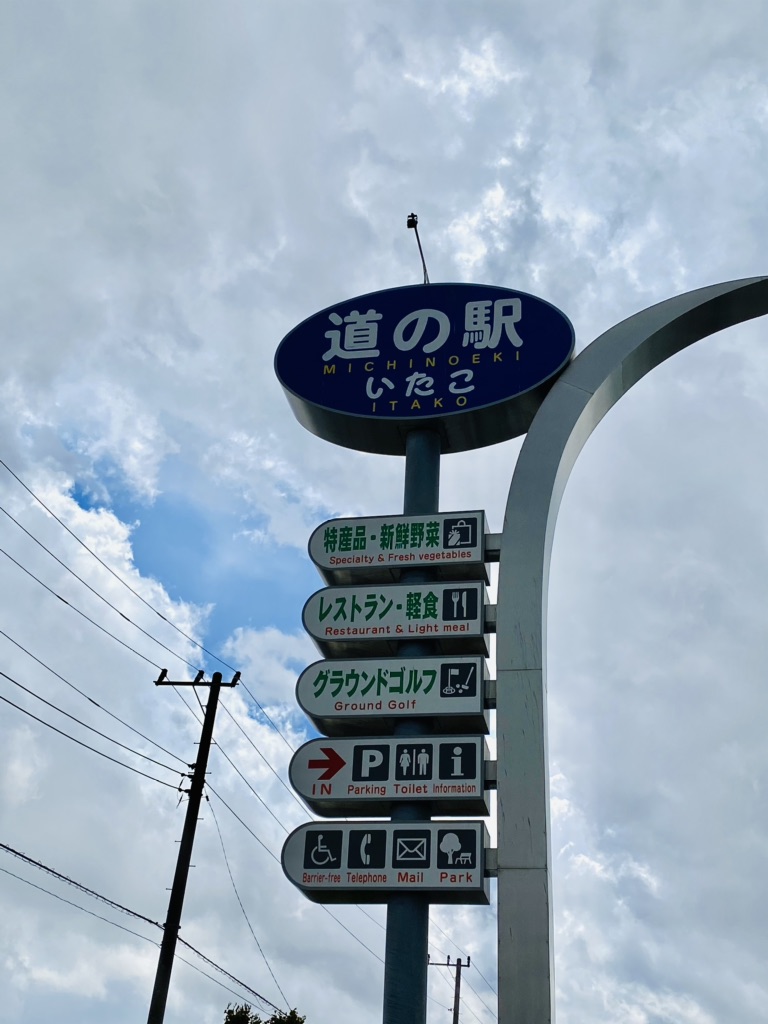 道の駅
MICHINOEKI
いたこ
ITAKO
特産品・新鮮野菜
Specialty & Fresh vegetables
レストラン・軽食
Restaurant & Light meal
グラウンドゴルフ
Ground Golf
P
IN Parking Toilet Information
Barrier-free Telephone Mail Park